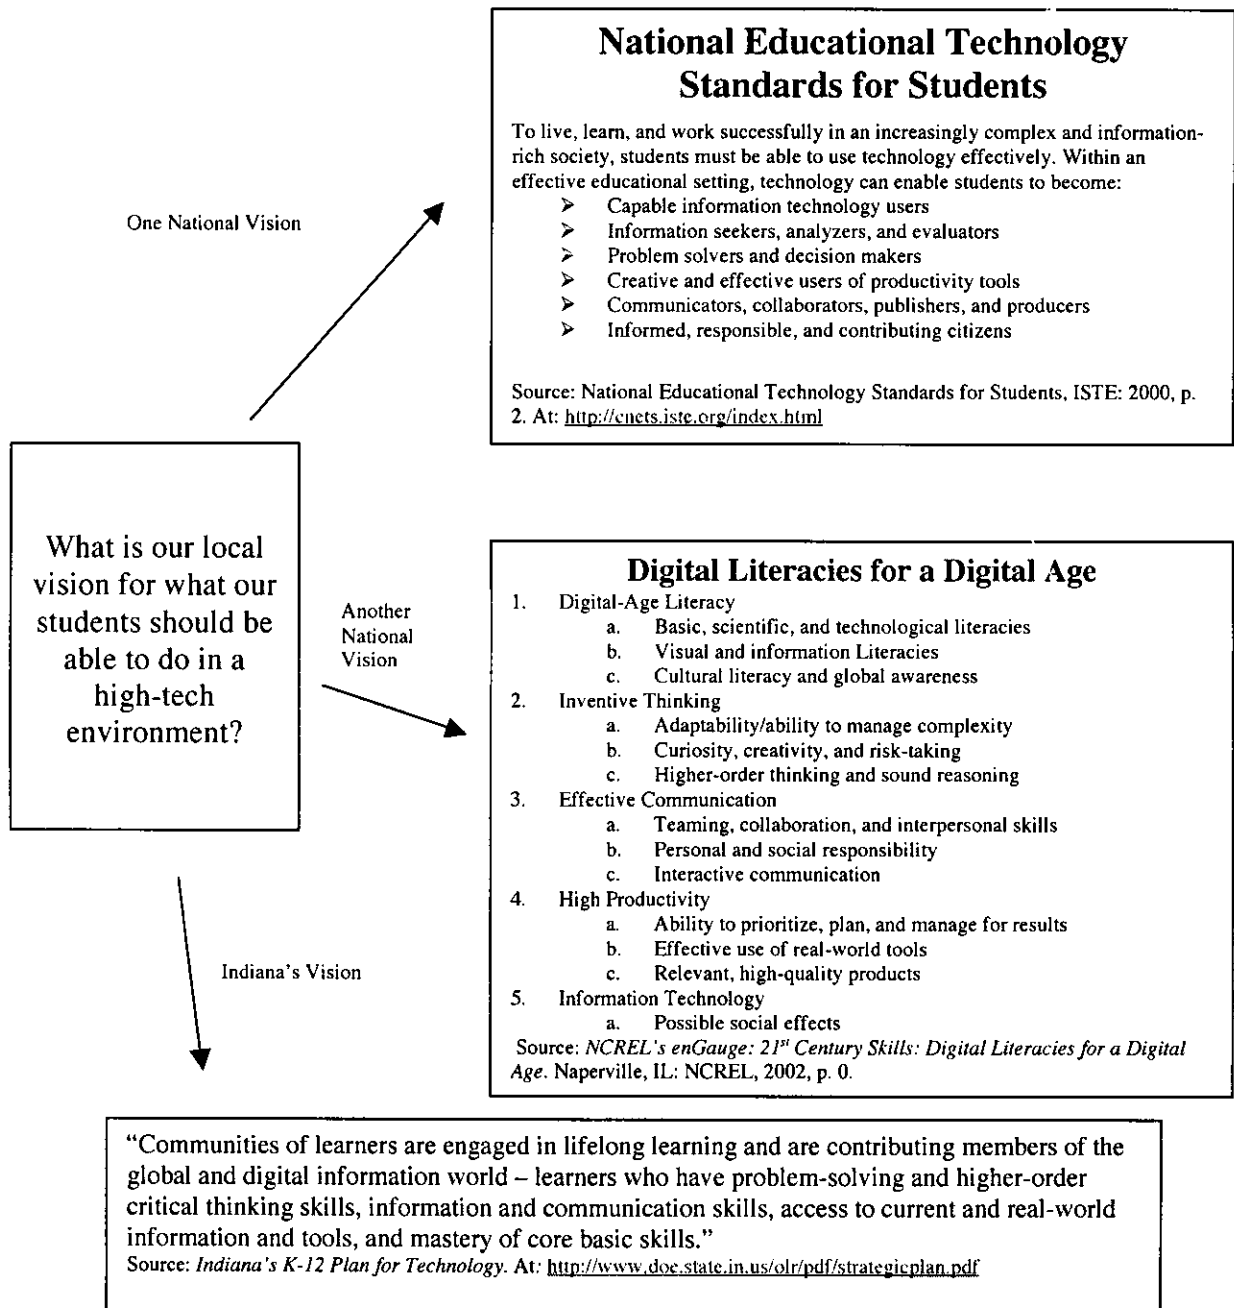 National Educational Technology
Standards for Students
To live, learn, and work successfully in an increasingly complex and information-
rich society, students must be able to use technology effectively. Within an
effective educational setting, technology can enable students to become:
➢ Capable information technology users
➢ Information seekers, analyzers, and evaluators
➢ Problem solvers and decision makers
➢ Creative and effective users of productivity tools
➢ Communicators, collaborators, publishers, and producers
➢ Informed, responsible, and contributing citizens
Source: National Educational Technology Standards for Students, ISTE: 2000, p.
2. At: http://cnets.iste.org/index.html
One National Vision
What is our local
vision for what our
students should be
able to do in a
high-tech
environment?
Another
National
Vision
Digital Literacies for a Digital Age
1. Digital-Age Literacy
a. Basic, scientific, and technological literacies
b. Visual and information Literacies
c. Cultural literacy and global awareness
2. Inventive Thinking
a. Adaptability/ability to manage complexity
b. Curiosity, creativity, and risk-taking
c. Higher-order thinking and sound reasoning
3. Effective Communication
a. Teaming, collaboration, and interpersonal skills
b. Personal and social responsibility
c. Interactive communication
4. High Productivity
a. Ability to prioritize, plan, and manage for results
b. Effective use of real-world tools
c. Relevant, high-quality products
5. Information Technology
a. Possible social effects
Source: NCREL's enGauge: 21st Century Skills: Digital Literacies for a Digital
Age. Naperville, IL: NCREL, 2002, p. 0.
Indiana's Vision
“Communities of learners are engaged in lifelong learning and are contributing members of the
global and digital information world – learners who have problem-solving and higher-order
critical thinking skills, information and communication skills, access to current and real-world
information and tools, and mastery of core basic skills.”
Source: Indiana's K-12 Plan for Technology. At: http://www.doe.state.in.us/olr/pdf/strategicplan.pdf